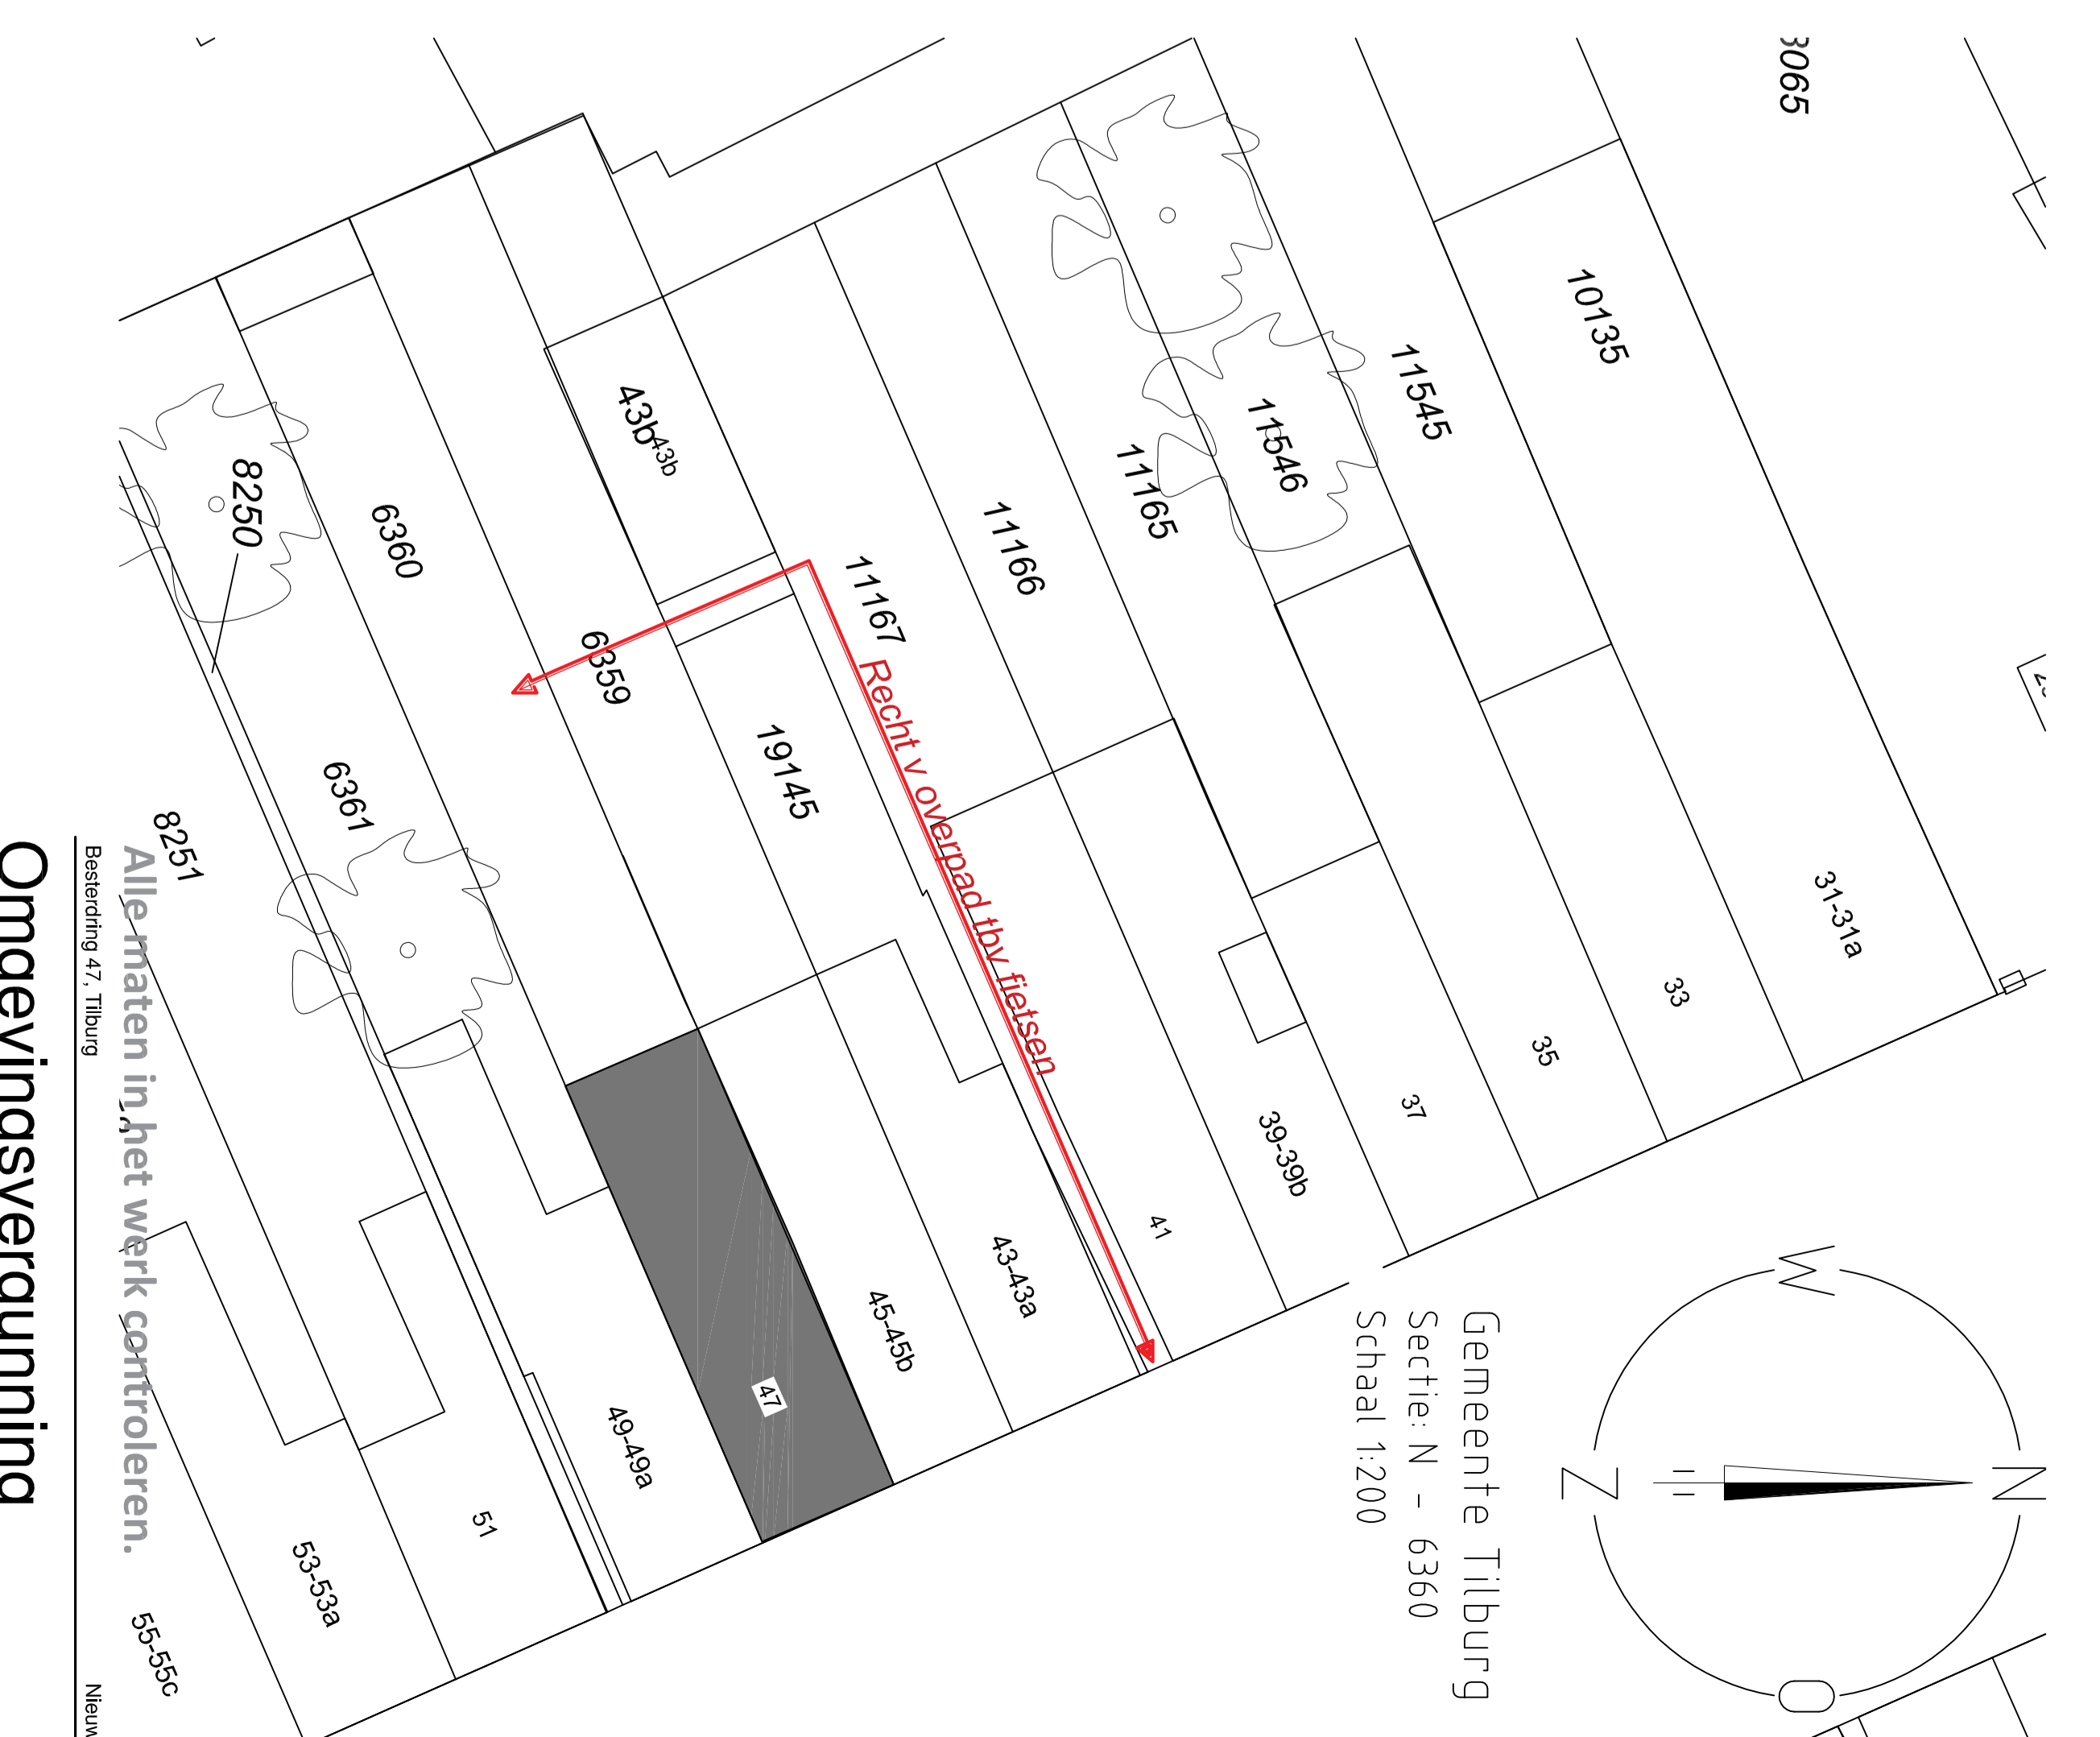 10135
11545
11546
11165
11166
11167
43b
43b
6360
6359
8250
19145
6361
8251
Recht v overpad tbv fietsen
31-31a
33
35
37
39-39b
41
43-43a
45-45b
47
49-49a
51
53-53a
55-55c
N
W
O
Z
Gemeente Tilburg
Sectie: N - 6360
Schaal 1:200
Alle maten in het werk controleren.
Besterdring 47, Tilburg
Nieuw
Omgevingsvergunning